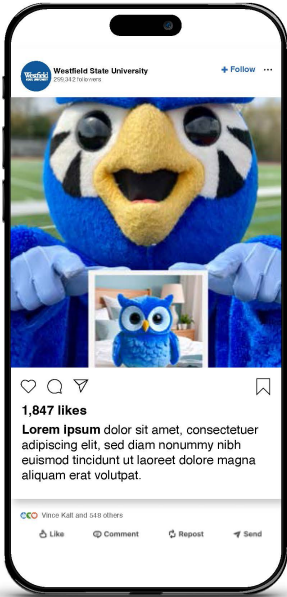 Westfield
Westfield State University
299,342 followers
+ Follow
1,847 likes
Lorem ipsum dolor sit amet, consectetuer
adipiscing elit, sed diam nonummy nibh
euismod tincidunt ut laoreet dolore magna
aliquam erat volutpat.
Vince Kalt and 548 others
Like Comment Repost Send